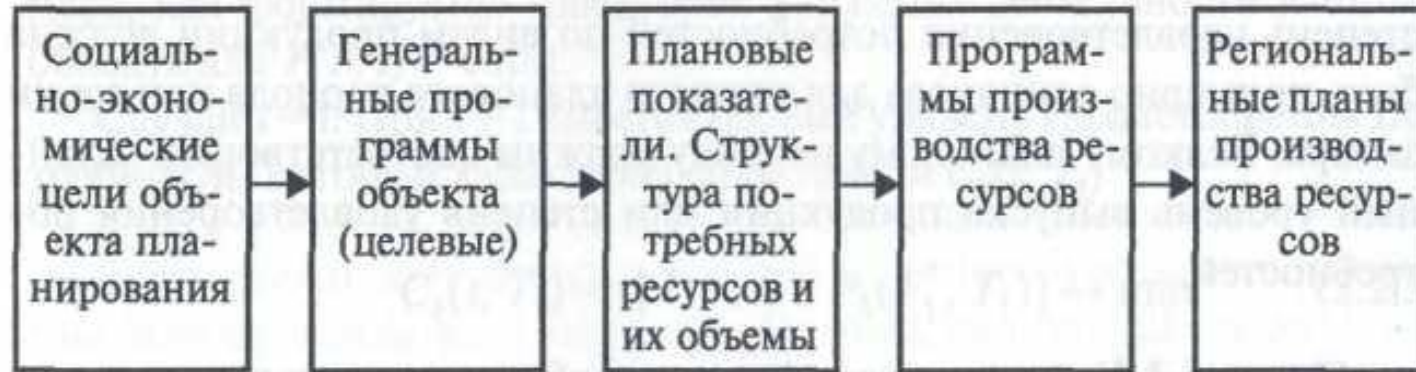 Социаль-
но-эконо-
мические
цели объ-
екта пла-
нирования
Генераль-
ные про-
граммы
объекта
(целевые)
Плановые
показате-
ли. Струк-
тура по-
требных
ресурсов и
их объемы
Програм-
мы произ-
водства ре-
сурсов
Региональ-
ные планы
производ-
ства ресур-
сов